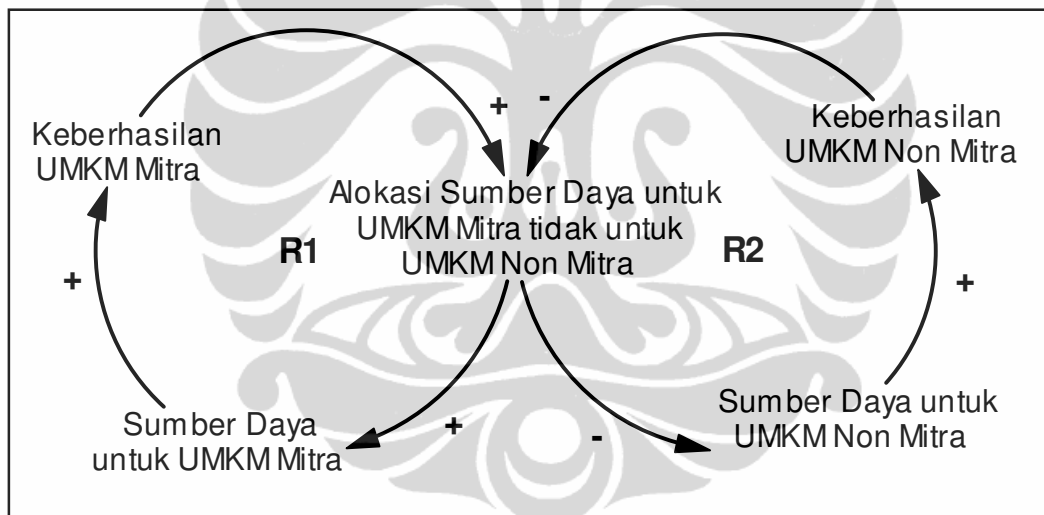 +
-
Keberhasilan
UMKM Mitra
Keberhasilan
UMKM Non Mitra
Alokasi Sumber Daya untuk
UMKM Mitra tidak untuk
UMKM Non Mitra
R1
R2
+
+
Sumber Daya
untuk UMKM Mitra
+
-
Sumber Daya untuk
UMKM Non Mitra